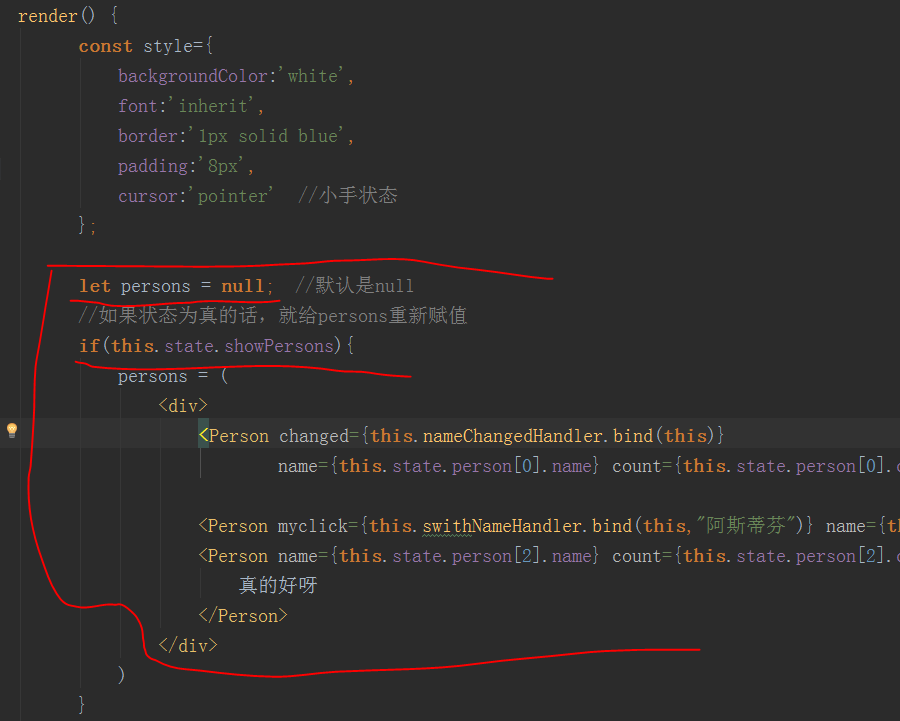 render() {
const style={
backgroundColor:'white',
font:'inherit',
border:'1px solid blue',
padding:'8px',
cursor:'pointer'  //小手状态
};
let persons = null;  //默认是null
//如果状态为真的话，就给persons重新赋值
if(this.state.showPersons){
persons = (
<div>
<Person changed={this.nameChangedHandler.bind(this)}
name={this.state.person[0].name} count={this.state.person[0].
<Person myclick={this.swithNameHandler.bind(this,"阿斯蒂芬")} name={
<Person name={this.state.person[2].name} count={this.state.person[2].
真的好呀
</Person>
</div>
)
}